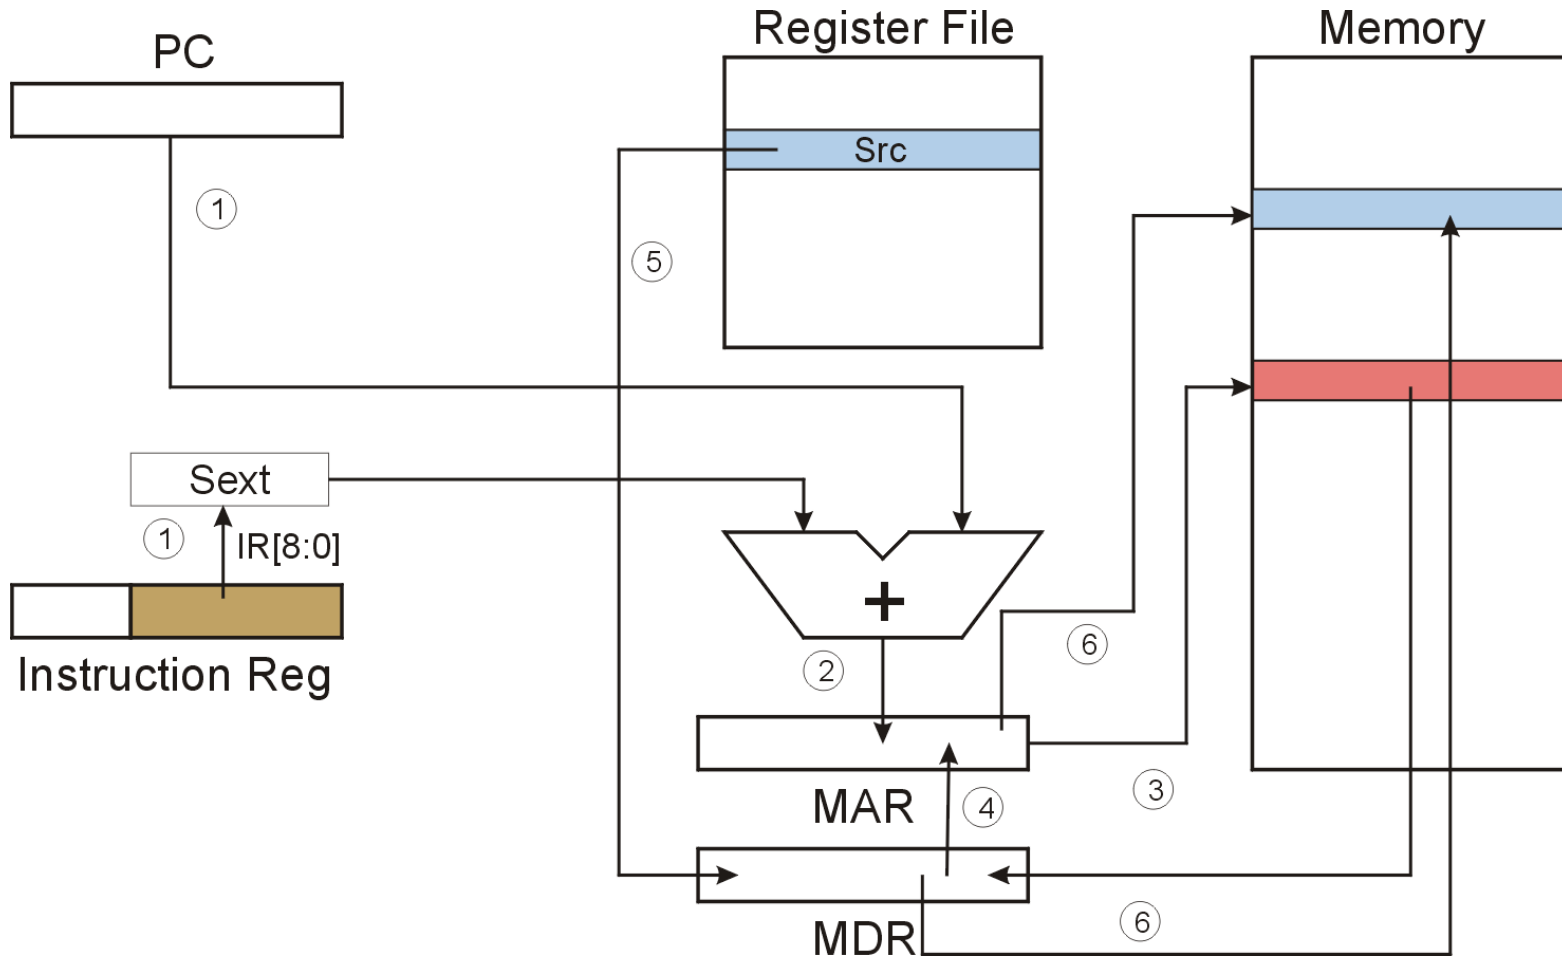 PC
Register File
Memory
Src
1
5
Sext
1
IR[8:0]
+
Instruction Reg
2
6
3
MAR
4
6
MDR